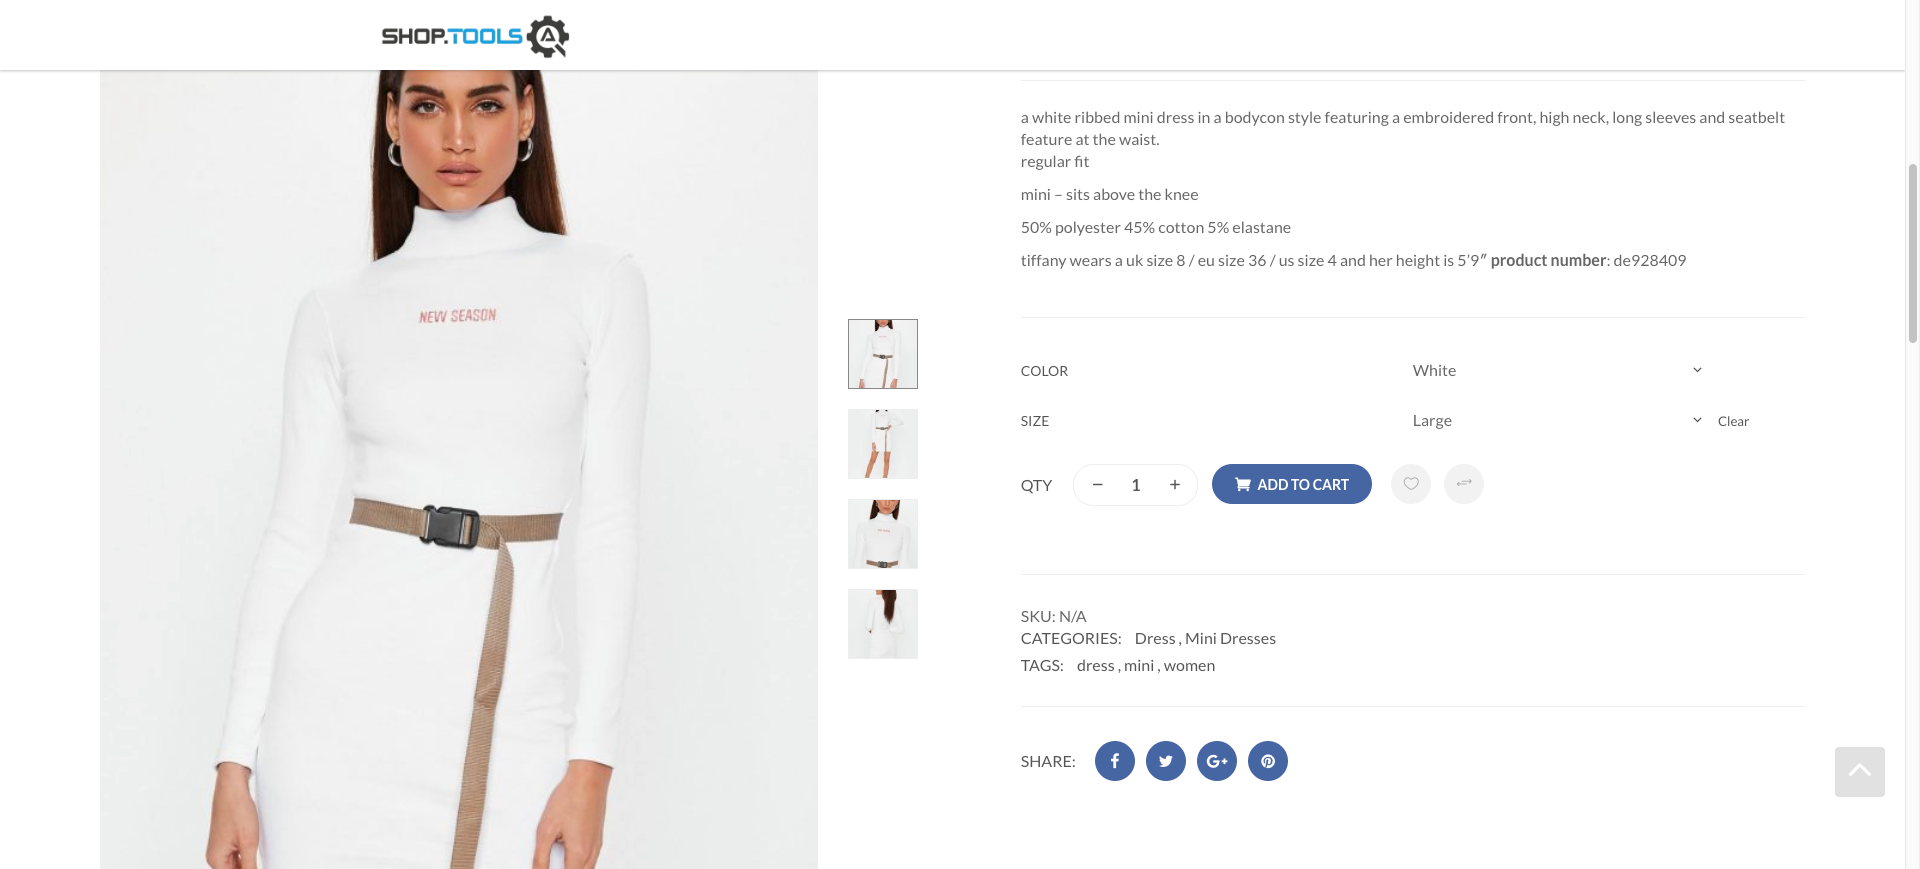 SHOP.TOOLS
a white ribbed mini dress in a bodycon style featuring a embroidered front, high neck, long sleeves and seatbelt
feature at the waist.
regular fit
mini – sits above the knee
50% polyester 45% cotton 5% elastane
tiffany wears a uk size 8 / eu size 36 / us size 4 and her height is 5’9″ product number: de928409
NEW SEASON
COLOR White
SIZE Large Clear
QTY − 1 + ADD TO CART
SKU: N/A
CATEGORIES: Dress , Mini Dresses
TAGS: dress , mini , women
SHARE: